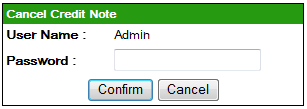 Cancel Credit Note
User Name : Admin
Password :
Confirm Cancel